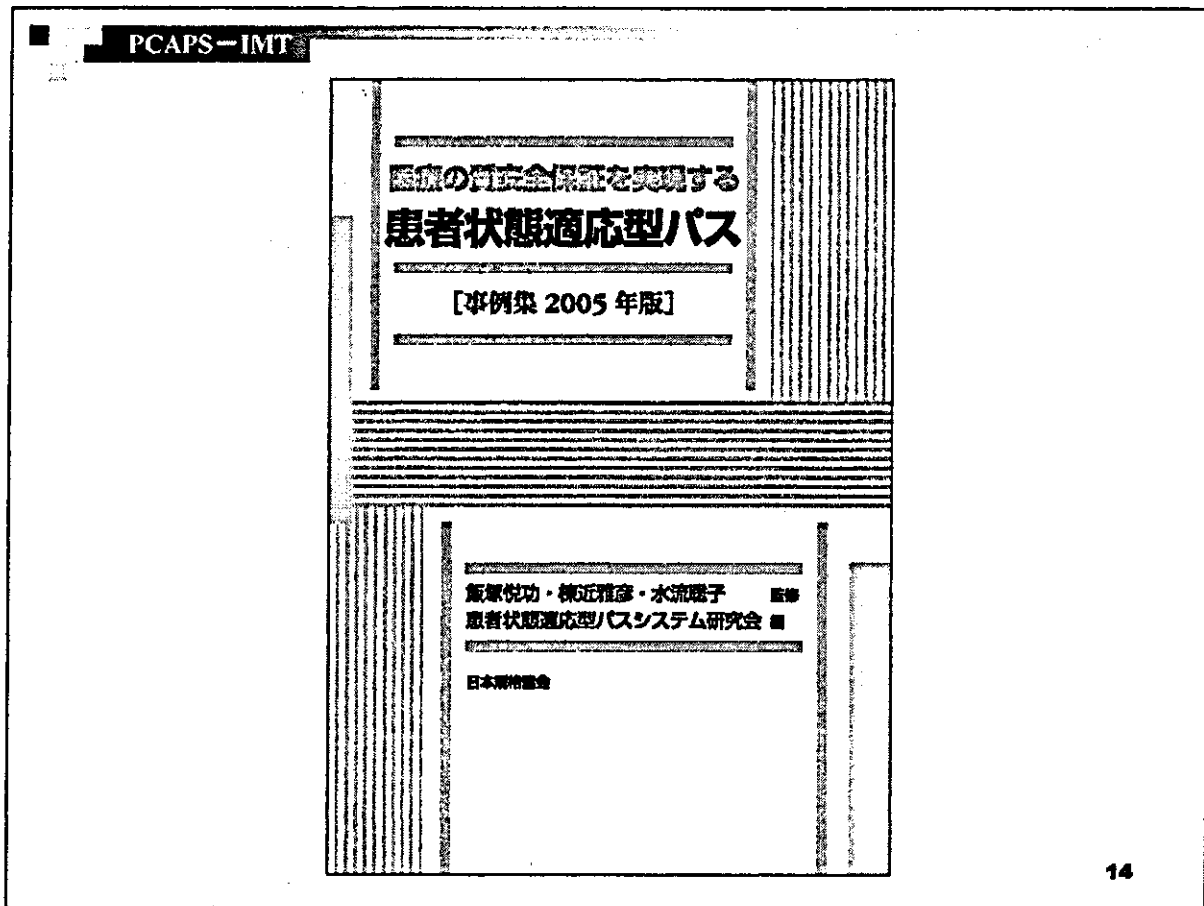 PCAPS-IMT
医療の質安全保証を実現する
患者状態適応型パス
[事例集 2005 年版]
飯塚悦功・棟近雅彦・水流聡子 監修
患者状態適応型パスシステム研究会 編
日本規格協会
14